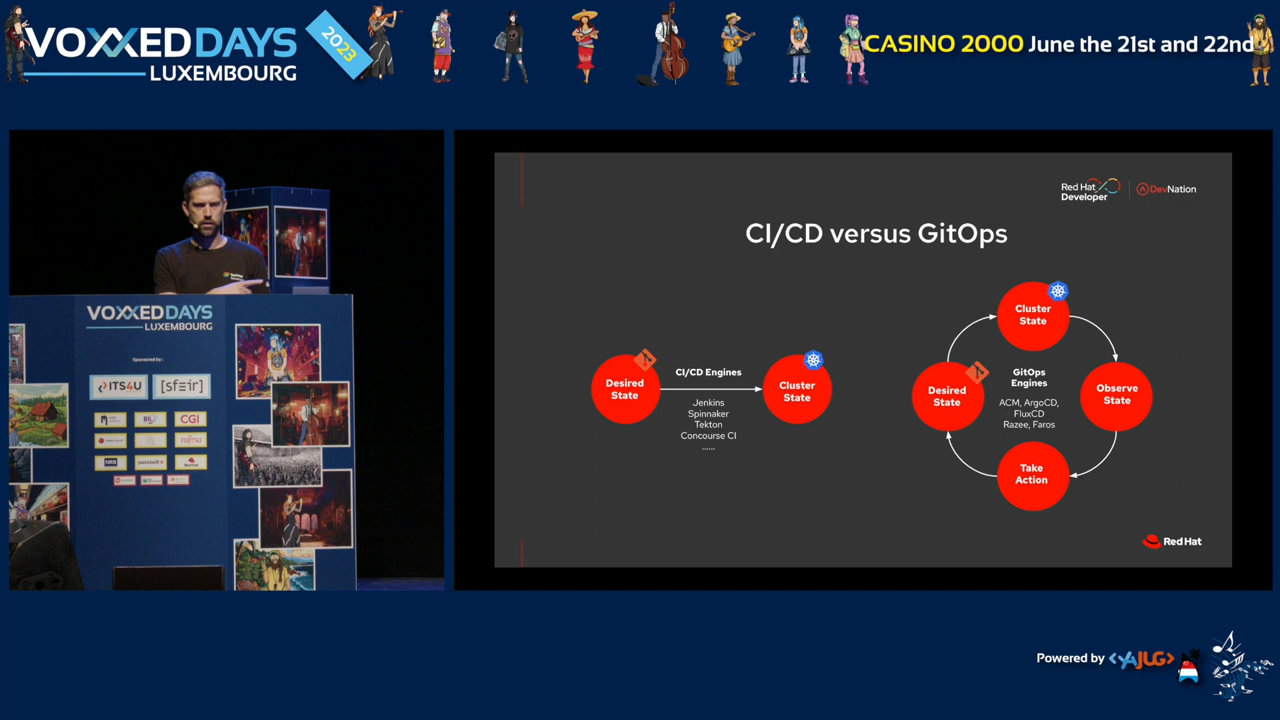 VOXXEDDAYS
LUXEMBOURG
2023
CASINO 2000 June the 21st and 22nd
VOXXEDDAYS
LUXEMBOURG
Sponsored by :
ITS4U
[sfeir]
CGI
FUJITSU
Red Hat
Developer
DevNation
CI/CD versus GitOps
Desired
State
CI/CD Engines
Jenkins
Spinnaker
Tekton
Concourse CI
......
Cluster
State
Cluster
State
Desired
State
GitOps
Engines
ACM, ArgoCD,
FluxCD
Razee, Faros
Observe
State
Take
Action
Red Hat
Powered by <YAJUG>